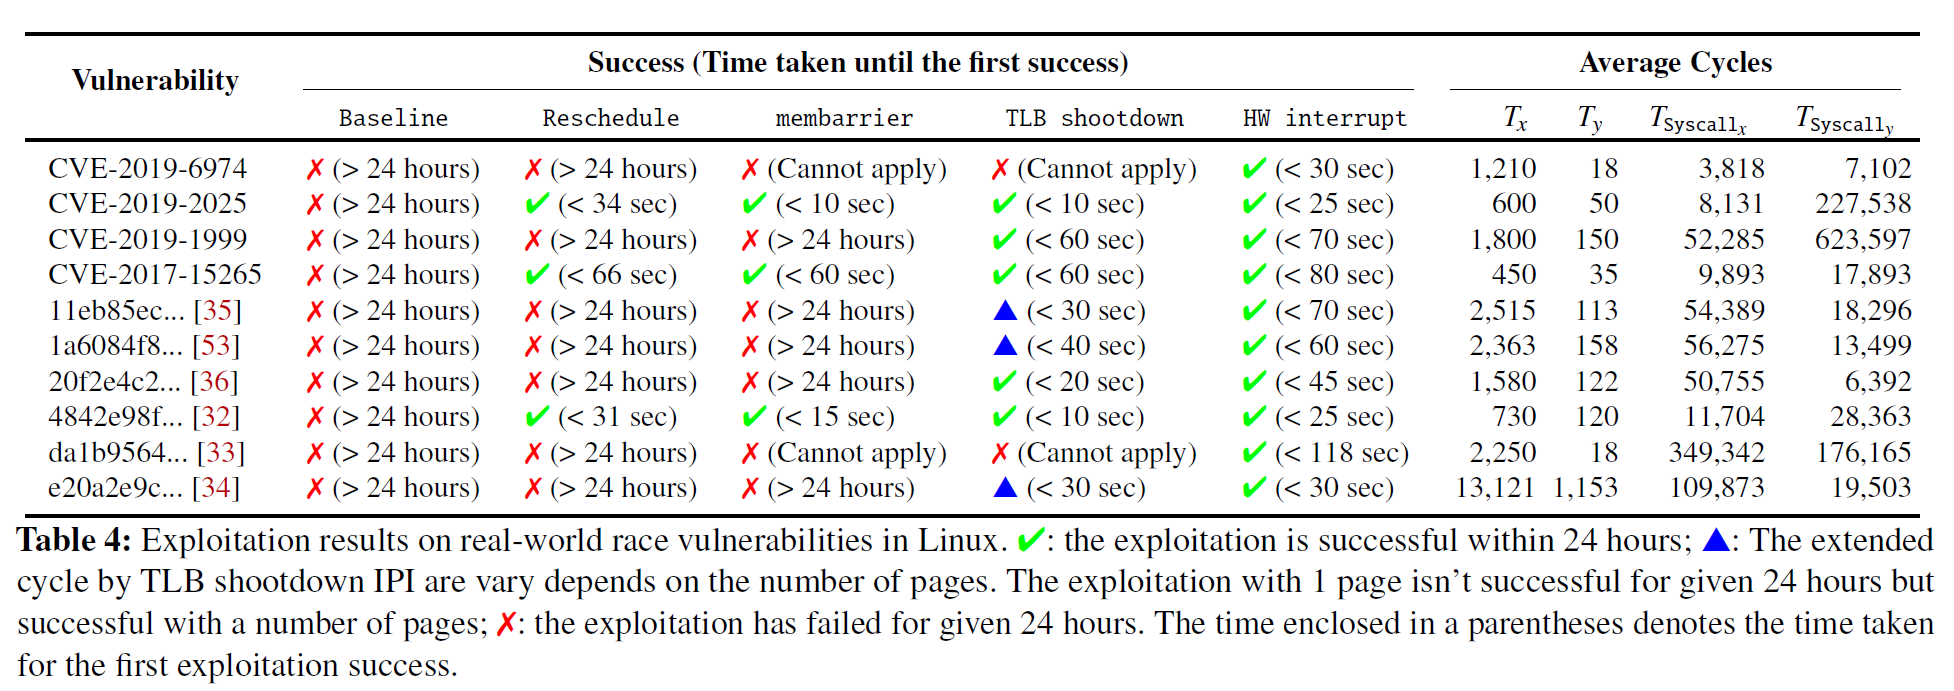 Vulnerability Success (Time taken until the first success) Average Cycles
Baseline Reschedule membarrier TLB shootdown HW interrupt Tx Ty TSyscallx TSyscally
CVE-2019-6974 ✗ (> 24 hours) ✗ (> 24 hours) ✗ (Cannot apply) ✗ (Cannot apply) ✔ (< 30 sec) 1,210 18 3,818 7,102
CVE-2019-2025 ✗ (> 24 hours) ✔ (< 34 sec) ✔ (< 10 sec) ✔ (< 10 sec) ✔ (< 25 sec) 600 50 8,131 227,538
CVE-2019-1999 ✗ (> 24 hours) ✗ (> 24 hours) ✗ (> 24 hours) ✔ (< 60 sec) ✔ (< 70 sec) 1,800 150 52,285 623,597
CVE-2017-15265 ✗ (> 24 hours) ✔ (< 66 sec) ✔ (< 60 sec) ✔ (< 60 sec) ✔ (< 80 sec) 450 35 9,893 17,893
11eb85ec... [35] ✗ (> 24 hours) ✗ (> 24 hours) ✗ (> 24 hours) ▲ (< 30 sec) ✔ (< 70 sec) 2,515 113 54,389 18,296
1a6084f8... [53] ✗ (> 24 hours) ✗ (> 24 hours) ✗ (> 24 hours) ▲ (< 40 sec) ✔ (< 60 sec) 2,363 158 56,275 13,499
20f2e4c2... [36] ✗ (> 24 hours) ✗ (> 24 hours) ✗ (> 24 hours) ✔ (< 20 sec) ✔ (< 45 sec) 1,580 122 50,755 6,392
4842e98f... [32] ✗ (> 24 hours) ✔ (< 31 sec) ✔ (< 15 sec) ✔ (< 10 sec) ✔ (< 25 sec) 730 120 11,704 28,363
da1b9564... [33] ✗ (> 24 hours) ✗ (> 24 hours) ✗ (Cannot apply) ✗ (Cannot apply) ✔ (< 118 sec) 2,250 18 349,342 176,165
e20a2e9c... [34] ✗ (> 24 hours) ✗ (> 24 hours) ✗ (> 24 hours) ▲ (< 30 sec) ✔ (< 30 sec) 13,121 1,153 109,873 19,503
Table 4: Exploitation results on real-world race vulnerabilities in Linux. ✔: the exploitation is successful within 24 hours; ▲: The extended
cycle by TLB shootdown IPI are vary depends on the number of pages. The exploitation with 1 page isn't successful for given 24 hours but
successful with a number of pages; ✗: the exploitation has failed for given 24 hours. The time enclosed in a parentheses denotes the time taken
for the first exploitation success.